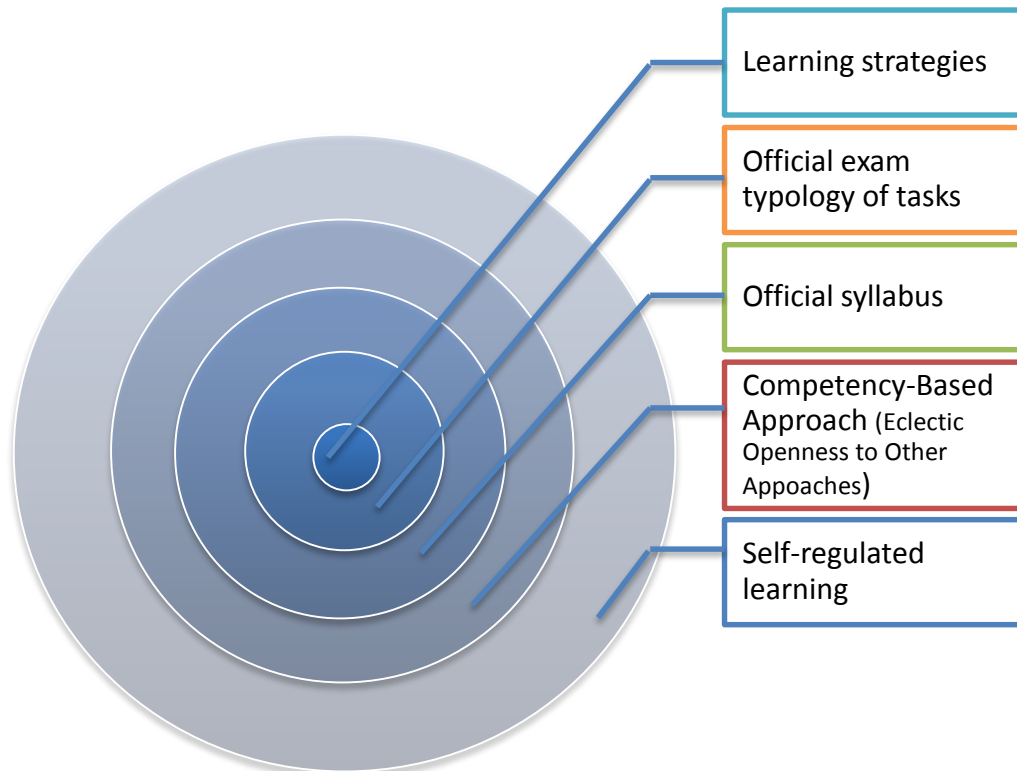 Learning strategies
Official exam
typology of tasks
Official syllabus
Competency-Based
Approach (Eclectic
Openness to Other
Appoaches)
Self-regulated
learning